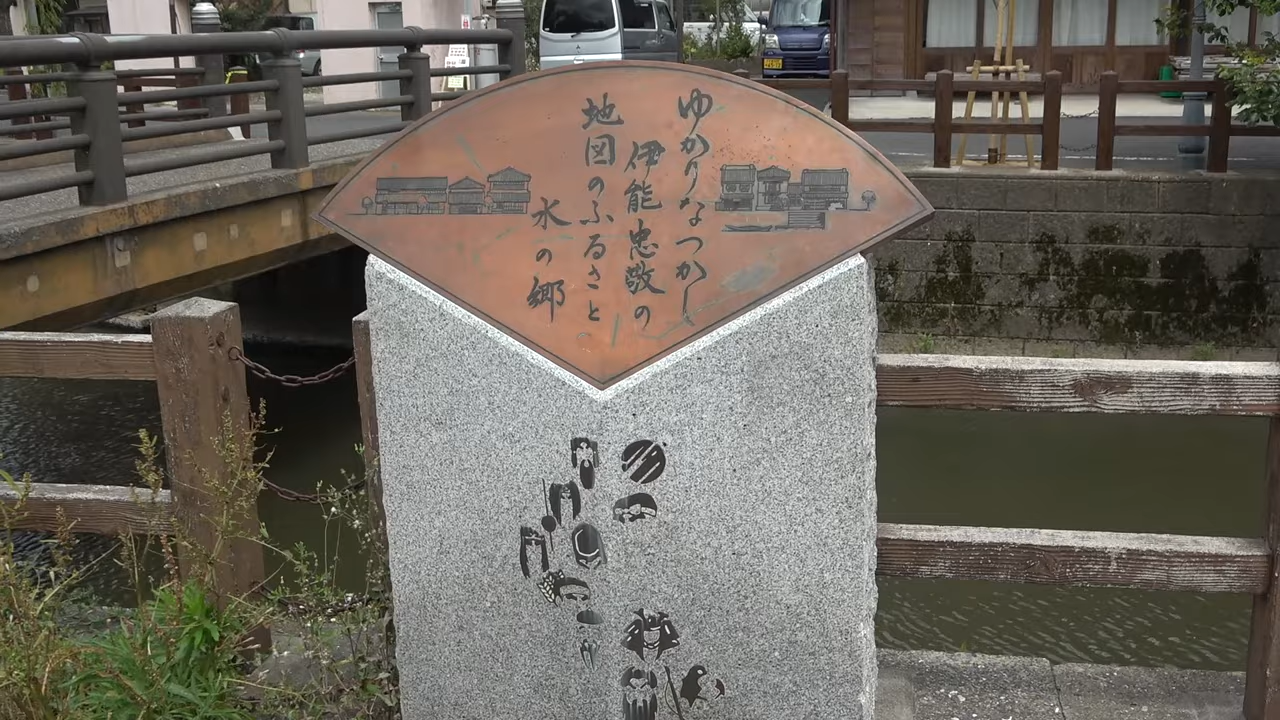 ゆかりなつかし
伊能忠敬の
地図のふるさと
水の郷